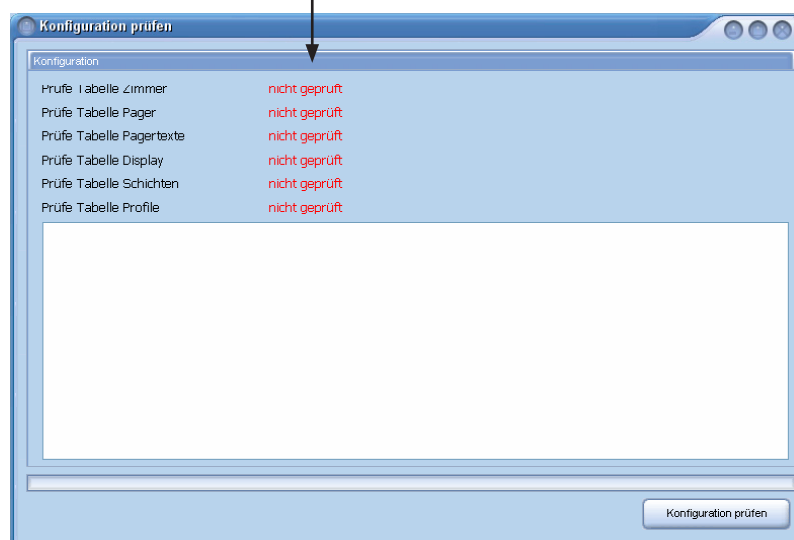 Konfiguration prüfen
Konfiguration
Prüfe Tabelle Zimmer nicht geprüft
Prüfe Tabelle Pager nicht geprüft
Prüfe Tabelle Pagertexte nicht geprüft
Prüfe Tabelle Display nicht geprüft
Prüfe Tabelle Schichten nicht geprüft
Prüfe Tabelle Profile nicht geprüft
Konfiguration prüfen